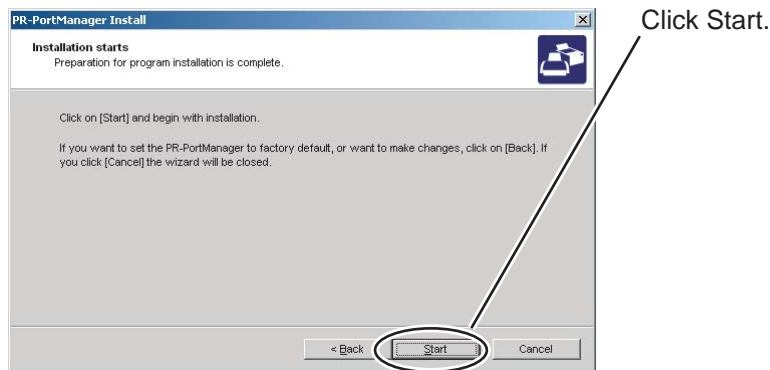 PR-PortManager Install
Click Start.
Installation starts
Preparation for program installation is complete.
Click on [Start] and begin with installation.
If you want to set the PR-PortManager to factory default, or want to make changes, click on [Back]. If
you click [Cancel] the wizard will be closed.
< Back
Start
Cancel